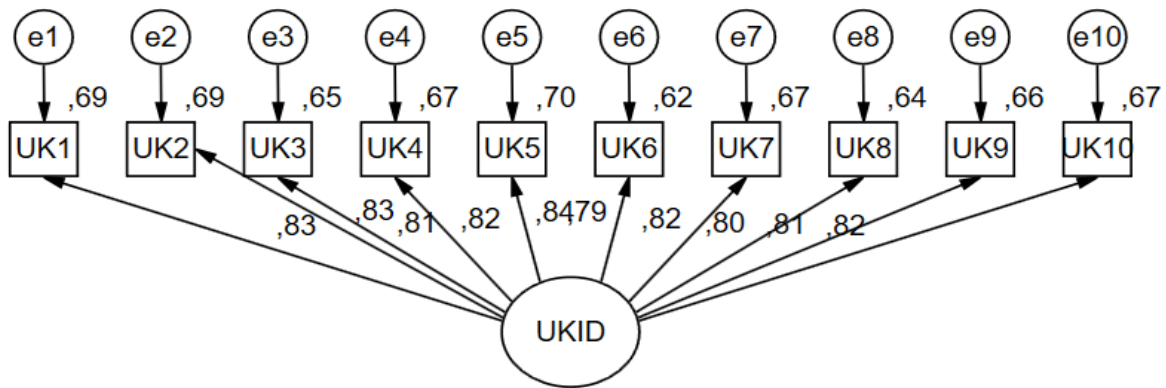 e1 e2 e3 e4 e5 e6 e7 e8 e9 e10
,69 ,69 ,65 ,67 ,70 ,62 ,67 ,64 ,66 ,67
UK1 UK2 UK3 UK4 UK5 UK6 UK7 UK8 UK9 UK10
,83 ,83 ,81 ,82 ,84 ,79 ,82 ,80 ,81 ,82
UKID